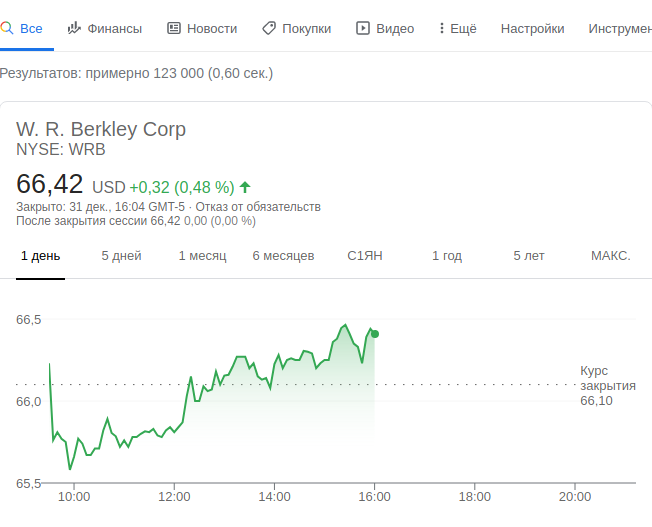 Все Финансы Новости Покупки Видео Ещё Настройки Инструмен
Результатов: примерно 123 000 (0,60 сек.)
W. R. Berkley Corp
NYSE: WRB
66,42 USD +0,32 (0,48 %)
Закрыто: 31 дек., 16:04 GMT-5 · Отказ от обязательств
После закрытия сессии 66,42 0,00 (0,00 %)
1 день 5 дней 1 месяц 6 месяцев С1ЯН 1 год 5 лет МАКС.
66,5
Курс
закрытия
66,10
66,0
65,5
10:00 12:00 14:00 16:00 18:00 20:00